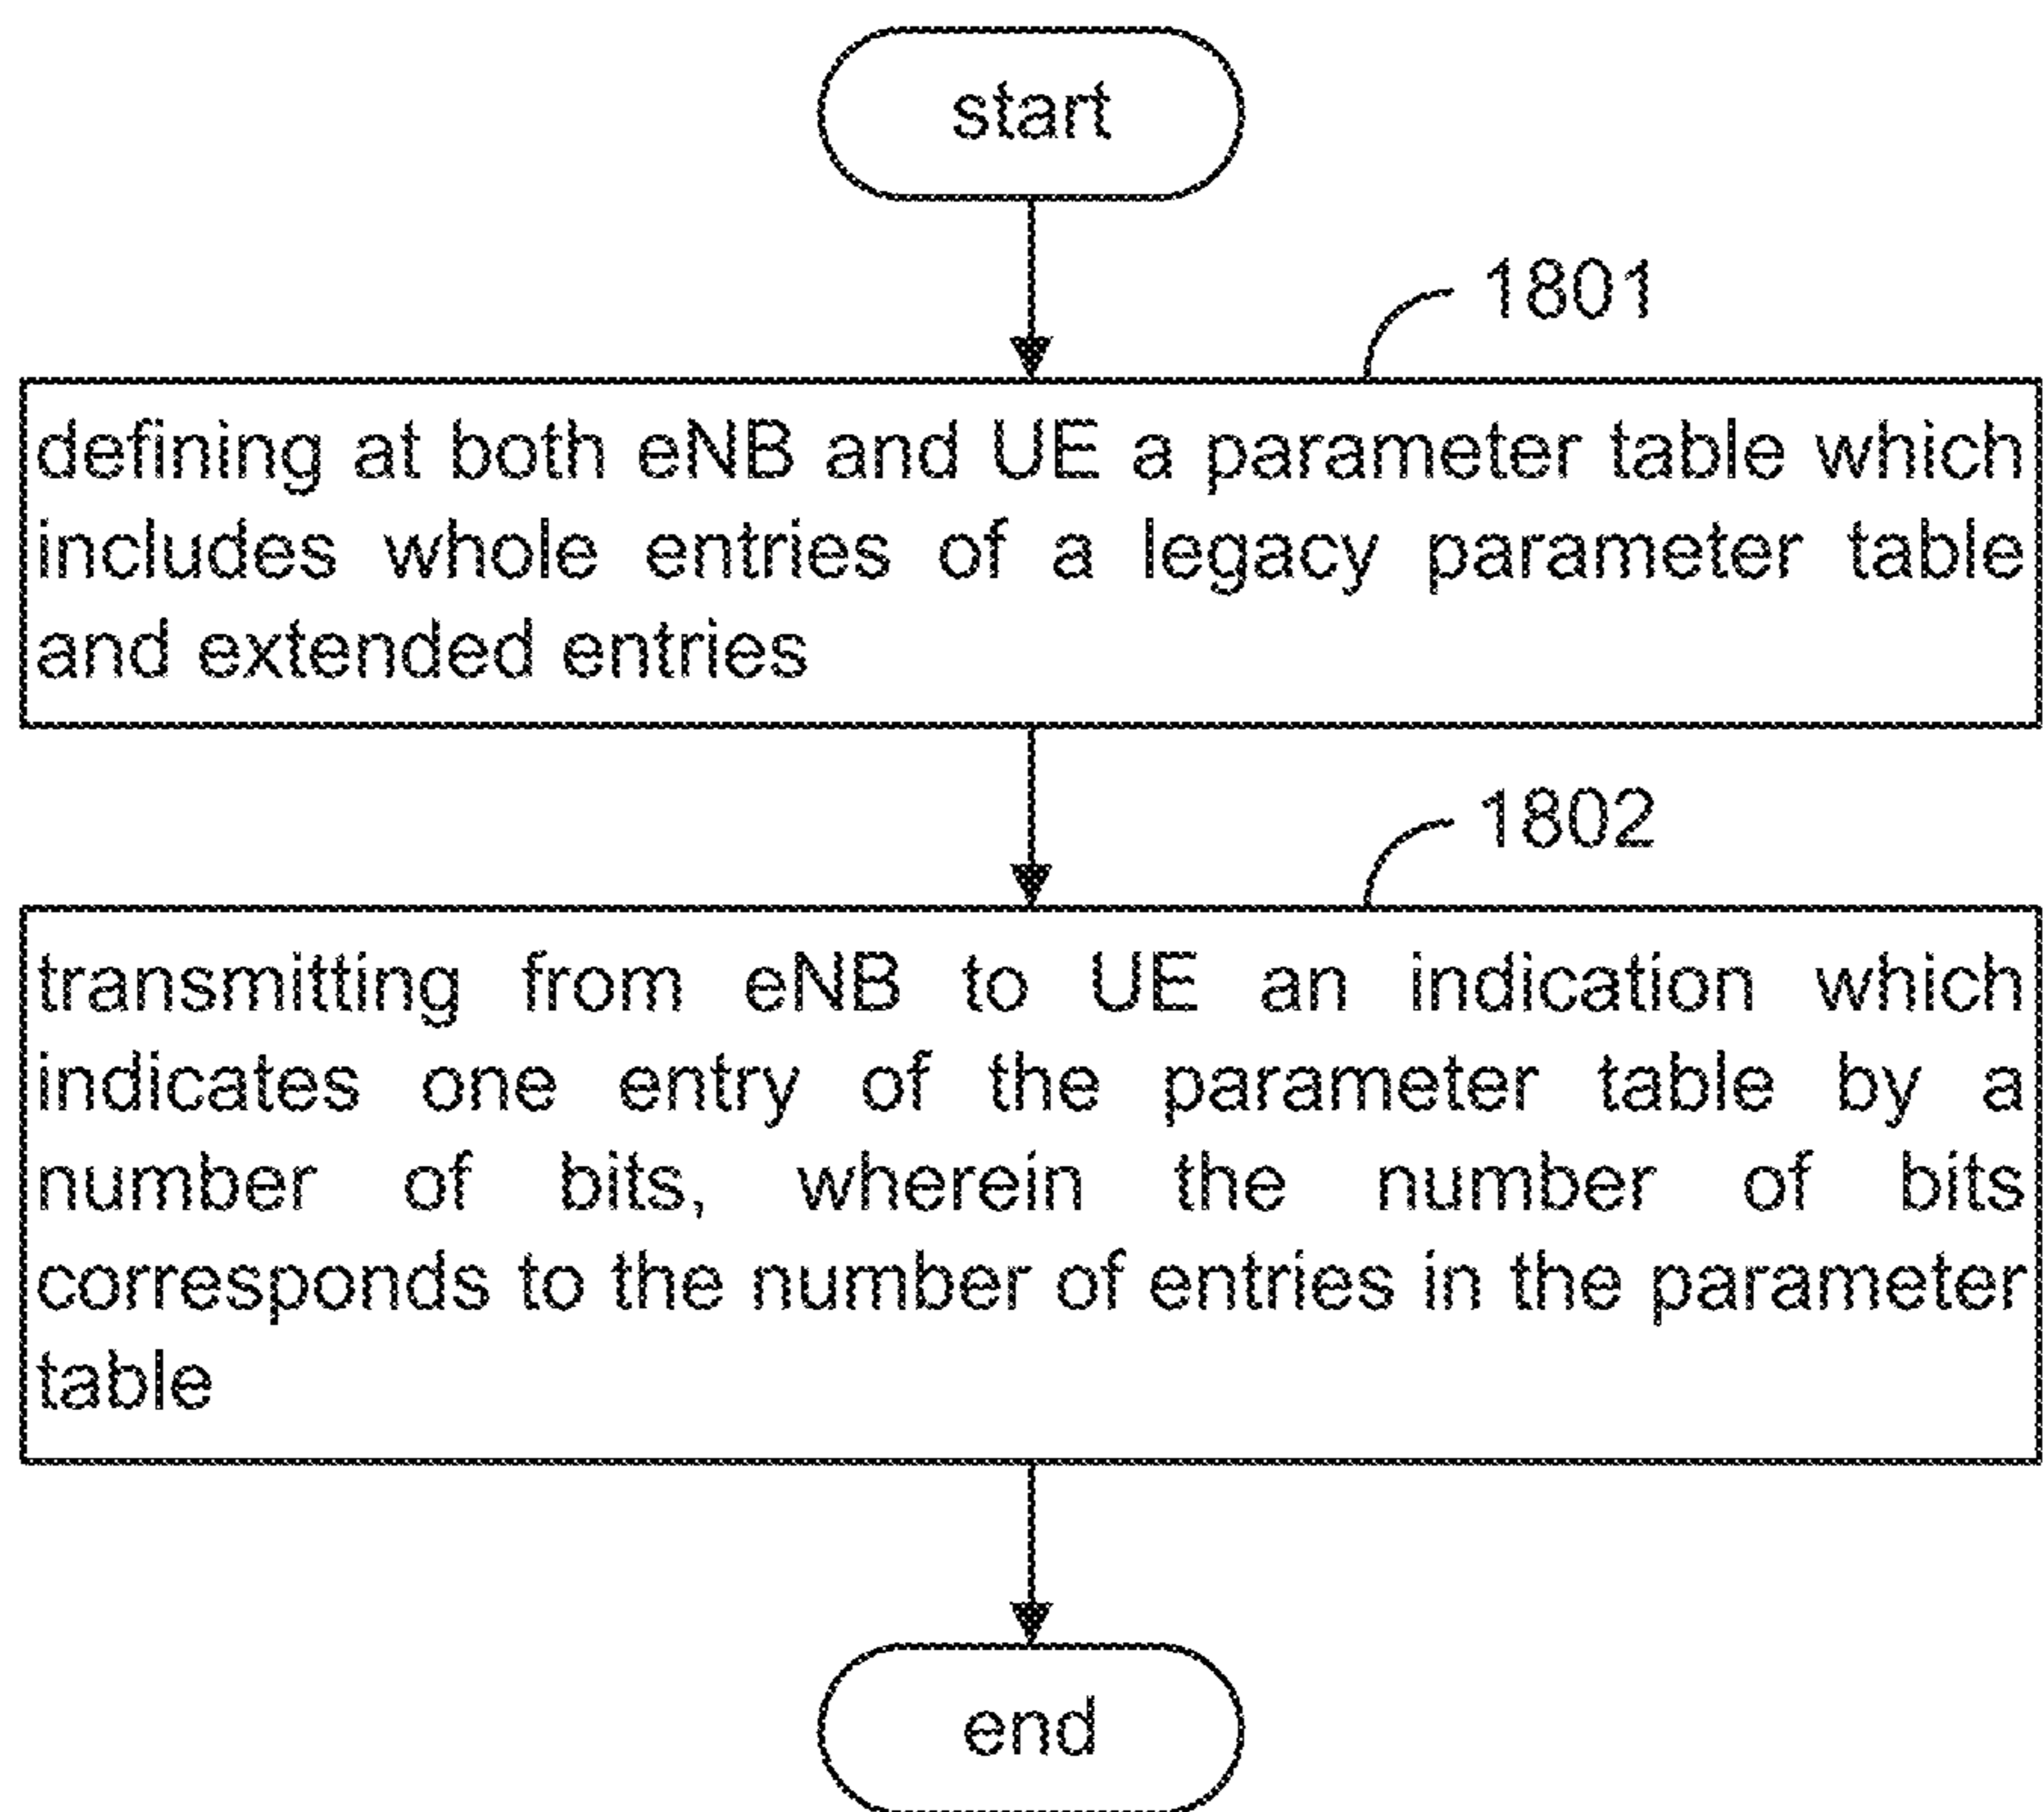 start
1801
defining at both eNB and UE a parameter table which
includes whole entries of a legacy parameter table
and extended entries
1802
transmitting from eNB to UE an indication which
indicates one entry of the parameter table by a
number of bits, wherein the number of bits
corresponds to the number of entries in the parameter
table
end